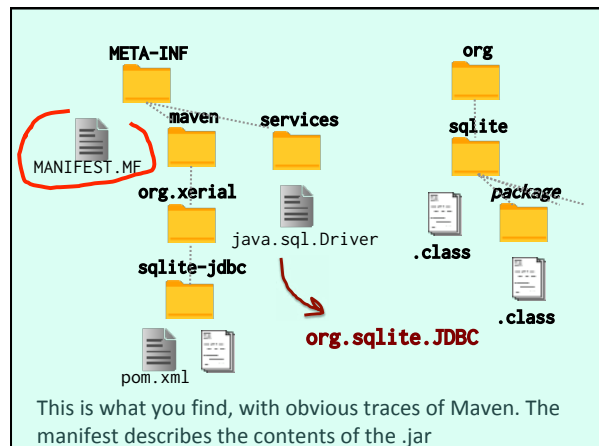 META-INF
org
maven
services
sqlite
MANIFEST.MF
org.xerial
package
java.sql.Driver
.class
sqlite-jdbc
.class
org.sqlite.JDBC
pom.xml
This is what you find, with obvious traces of Maven. The
manifest describes the contents of the .jar